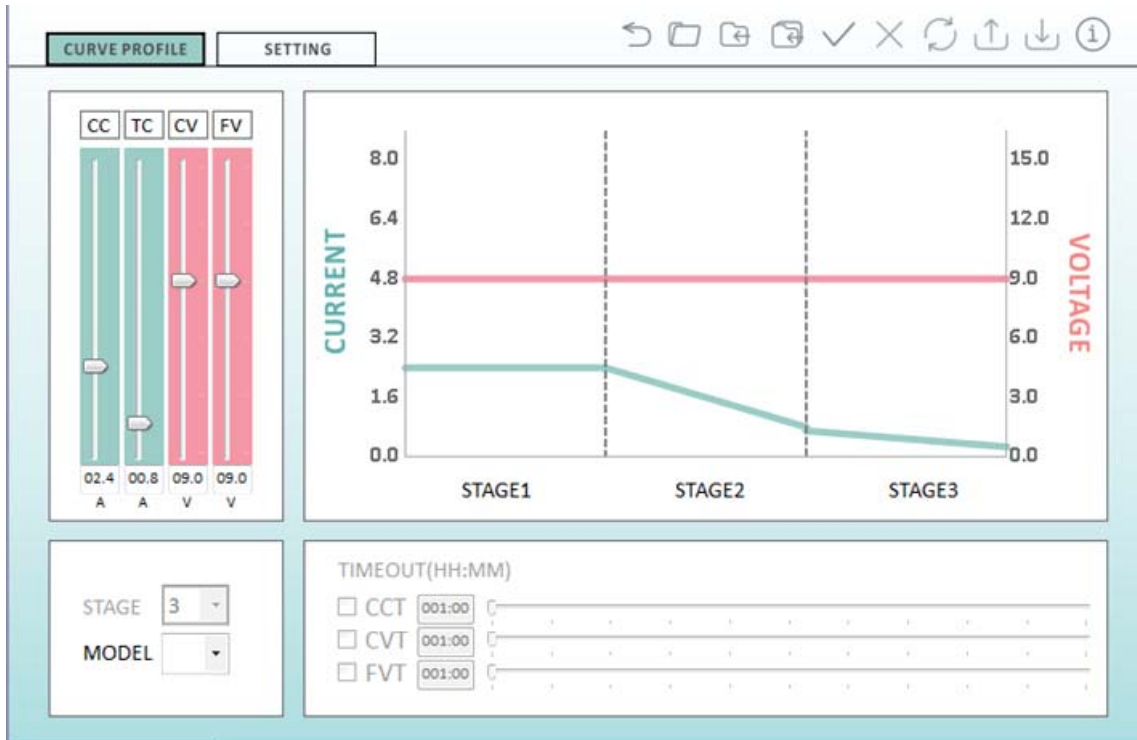 CURVE PROFILE SETTING
CC TC CV FV
02.4 00.8 09.0 09.0
A A V V
CURRENT
8.0
6.4
4.8
3.2
1.6
0.0
15.0
12.0
9.0
6.0
3.0
0.0
VOLTAGE
STAGE1 STAGE2 STAGE3
STAGE 3
MODEL
TIMEOUT(HH:MM)
CCT 001:00
CVT 001:00
FVT 001:00